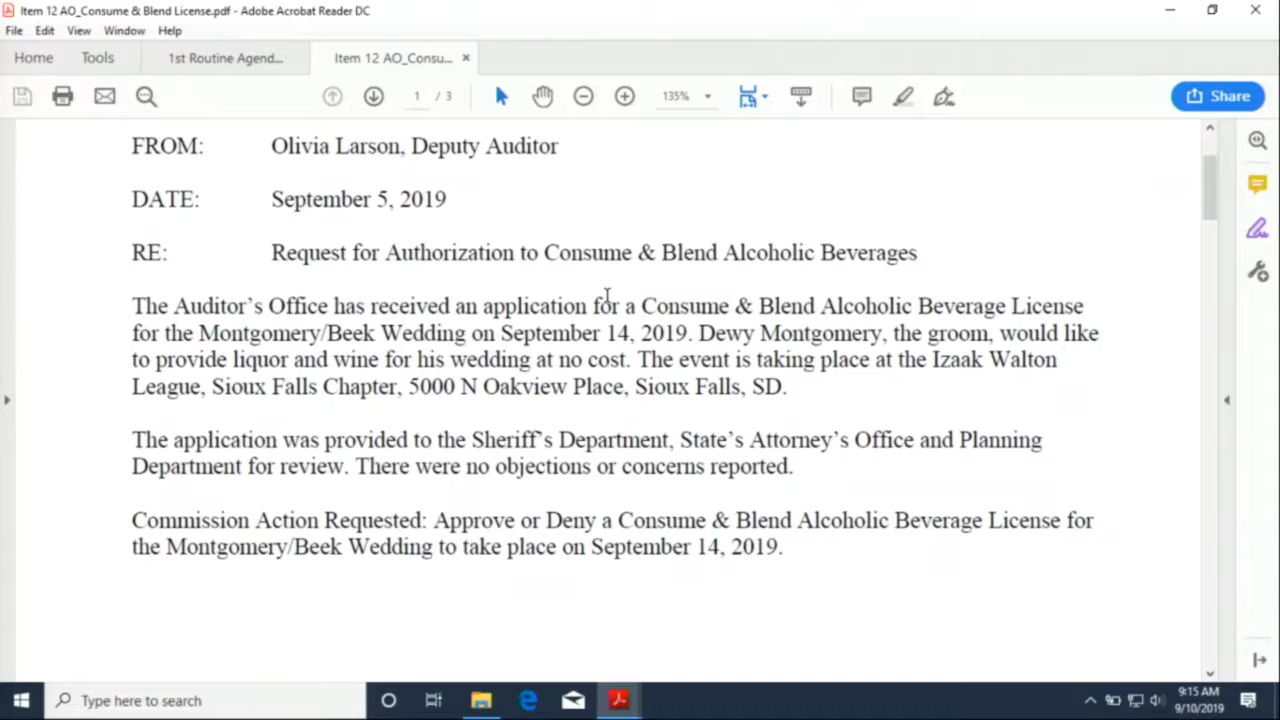 Item 12 AO_Consume & Blend License.pdf - Adobe Acrobat Reader DC
File Edit View Window Help
Home Tools 1st Routine Agend... Item 12 AO_Consu... ×
1 / 3 135% Share
FROM: Olivia Larson, Deputy Auditor
DATE: September 5, 2019
RE: Request for Authorization to Consume & Blend Alcoholic Beverages
The Auditor's Office has received an application for a Consume & Blend Alcoholic Beverage License
for the Montgomery/Beek Wedding on September 14, 2019. Dewy Montgomery, the groom, would like
to provide liquor and wine for his wedding at no cost. The event is taking place at the Izaak Walton
League, Sioux Falls Chapter, 5000 N Oakview Place, Sioux Falls, SD.
The application was provided to the Sheriff's Department, State's Attorney's Office and Planning
Department for review. There were no objections or concerns reported.
Commission Action Requested: Approve or Deny a Consume & Blend Alcoholic Beverage License for
the Montgomery/Beek Wedding to take place on September 14, 2019.
Type here to search
9:15 AM
9/10/2019